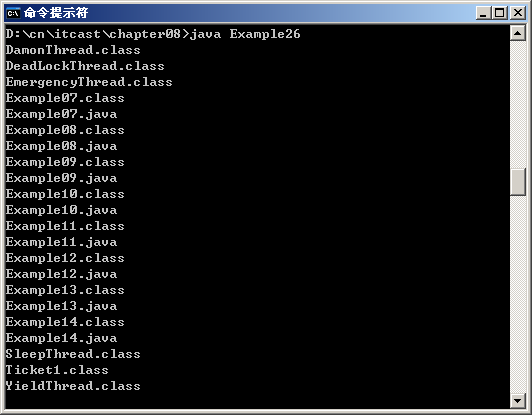 命令提示符
D:\cn\itcast\chapter08>java Example26
DamonThread.class
DeadLockThread.class
EmergencyThread.class
Example07.class
Example07.java
Example08.class
Example08.java
Example09.class
Example09.java
Example10.class
Example10.java
Example11.class
Example11.java
Example12.class
Example12.java
Example13.class
Example13.java
Example14.class
Example14.java
SleepThread.class
Ticket1.class
YieldThread.class